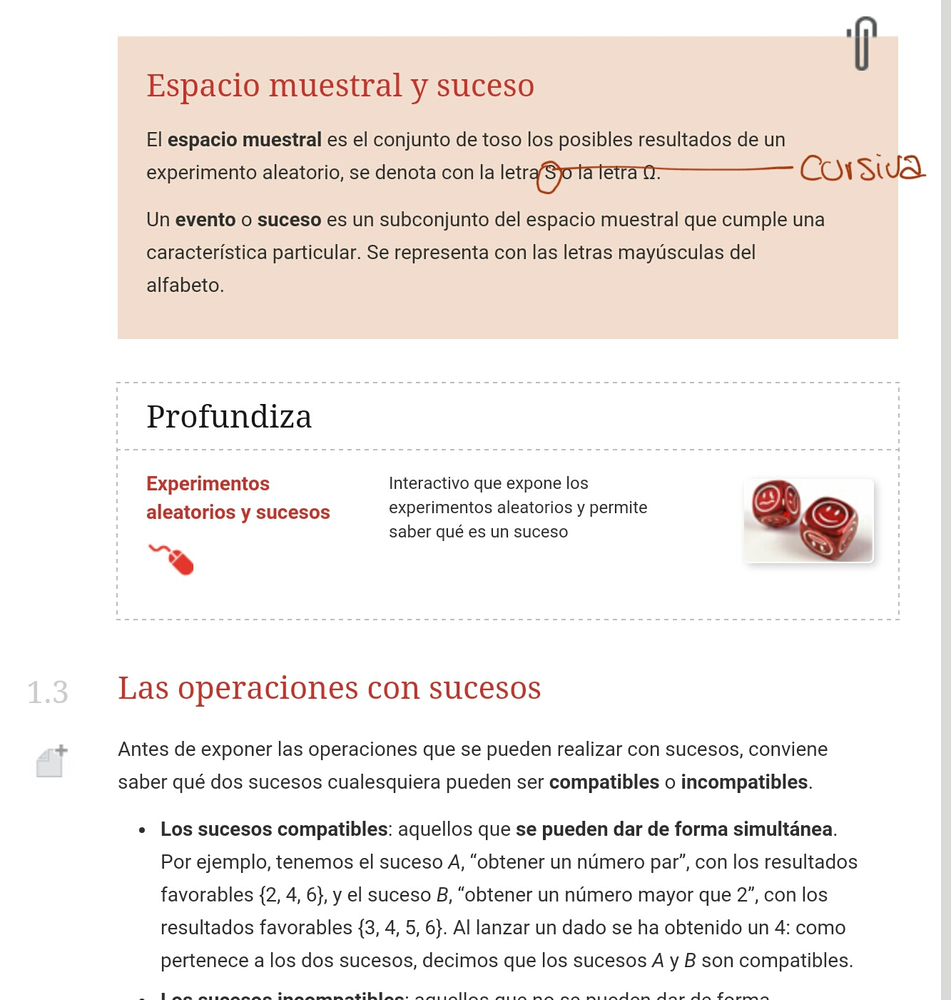 Espacio muestral y suceso
El espacio muestral es el conjunto de toso los posibles resultados de un
experimento aleatorio, se denota con la letra S o la letra Ω.
cursiva
Un evento o suceso es un subconjunto del espacio muestral que cumple una
característica particular. Se representa con las letras mayúsculas del
alfabeto.
Profundiza
Experimentos
aleatorios y sucesos
Interactivo que expone los
experimentos aleatorios y permite
saber qué es un suceso
1.3
Las operaciones con sucesos
Antes de exponer las operaciones que se pueden realizar con sucesos, conviene
saber qué dos sucesos cualesquiera pueden ser compatibles o incompatibles.
• Los sucesos compatibles: aquellos que se pueden dar de forma simultánea.
Por ejemplo, tenemos el suceso A, “obtener un número par”, con los resultados
favorables {2, 4, 6}, y el suceso B, “obtener un número mayor que 2”, con los
resultados favorables {3, 4, 5, 6}. Al lanzar un dado se ha obtenido un 4: como
pertenece a los dos sucesos, decimos que los sucesos A y B son compatibles.
• Los sucesos incompatibles: aquellos que no se pueden dar de forma